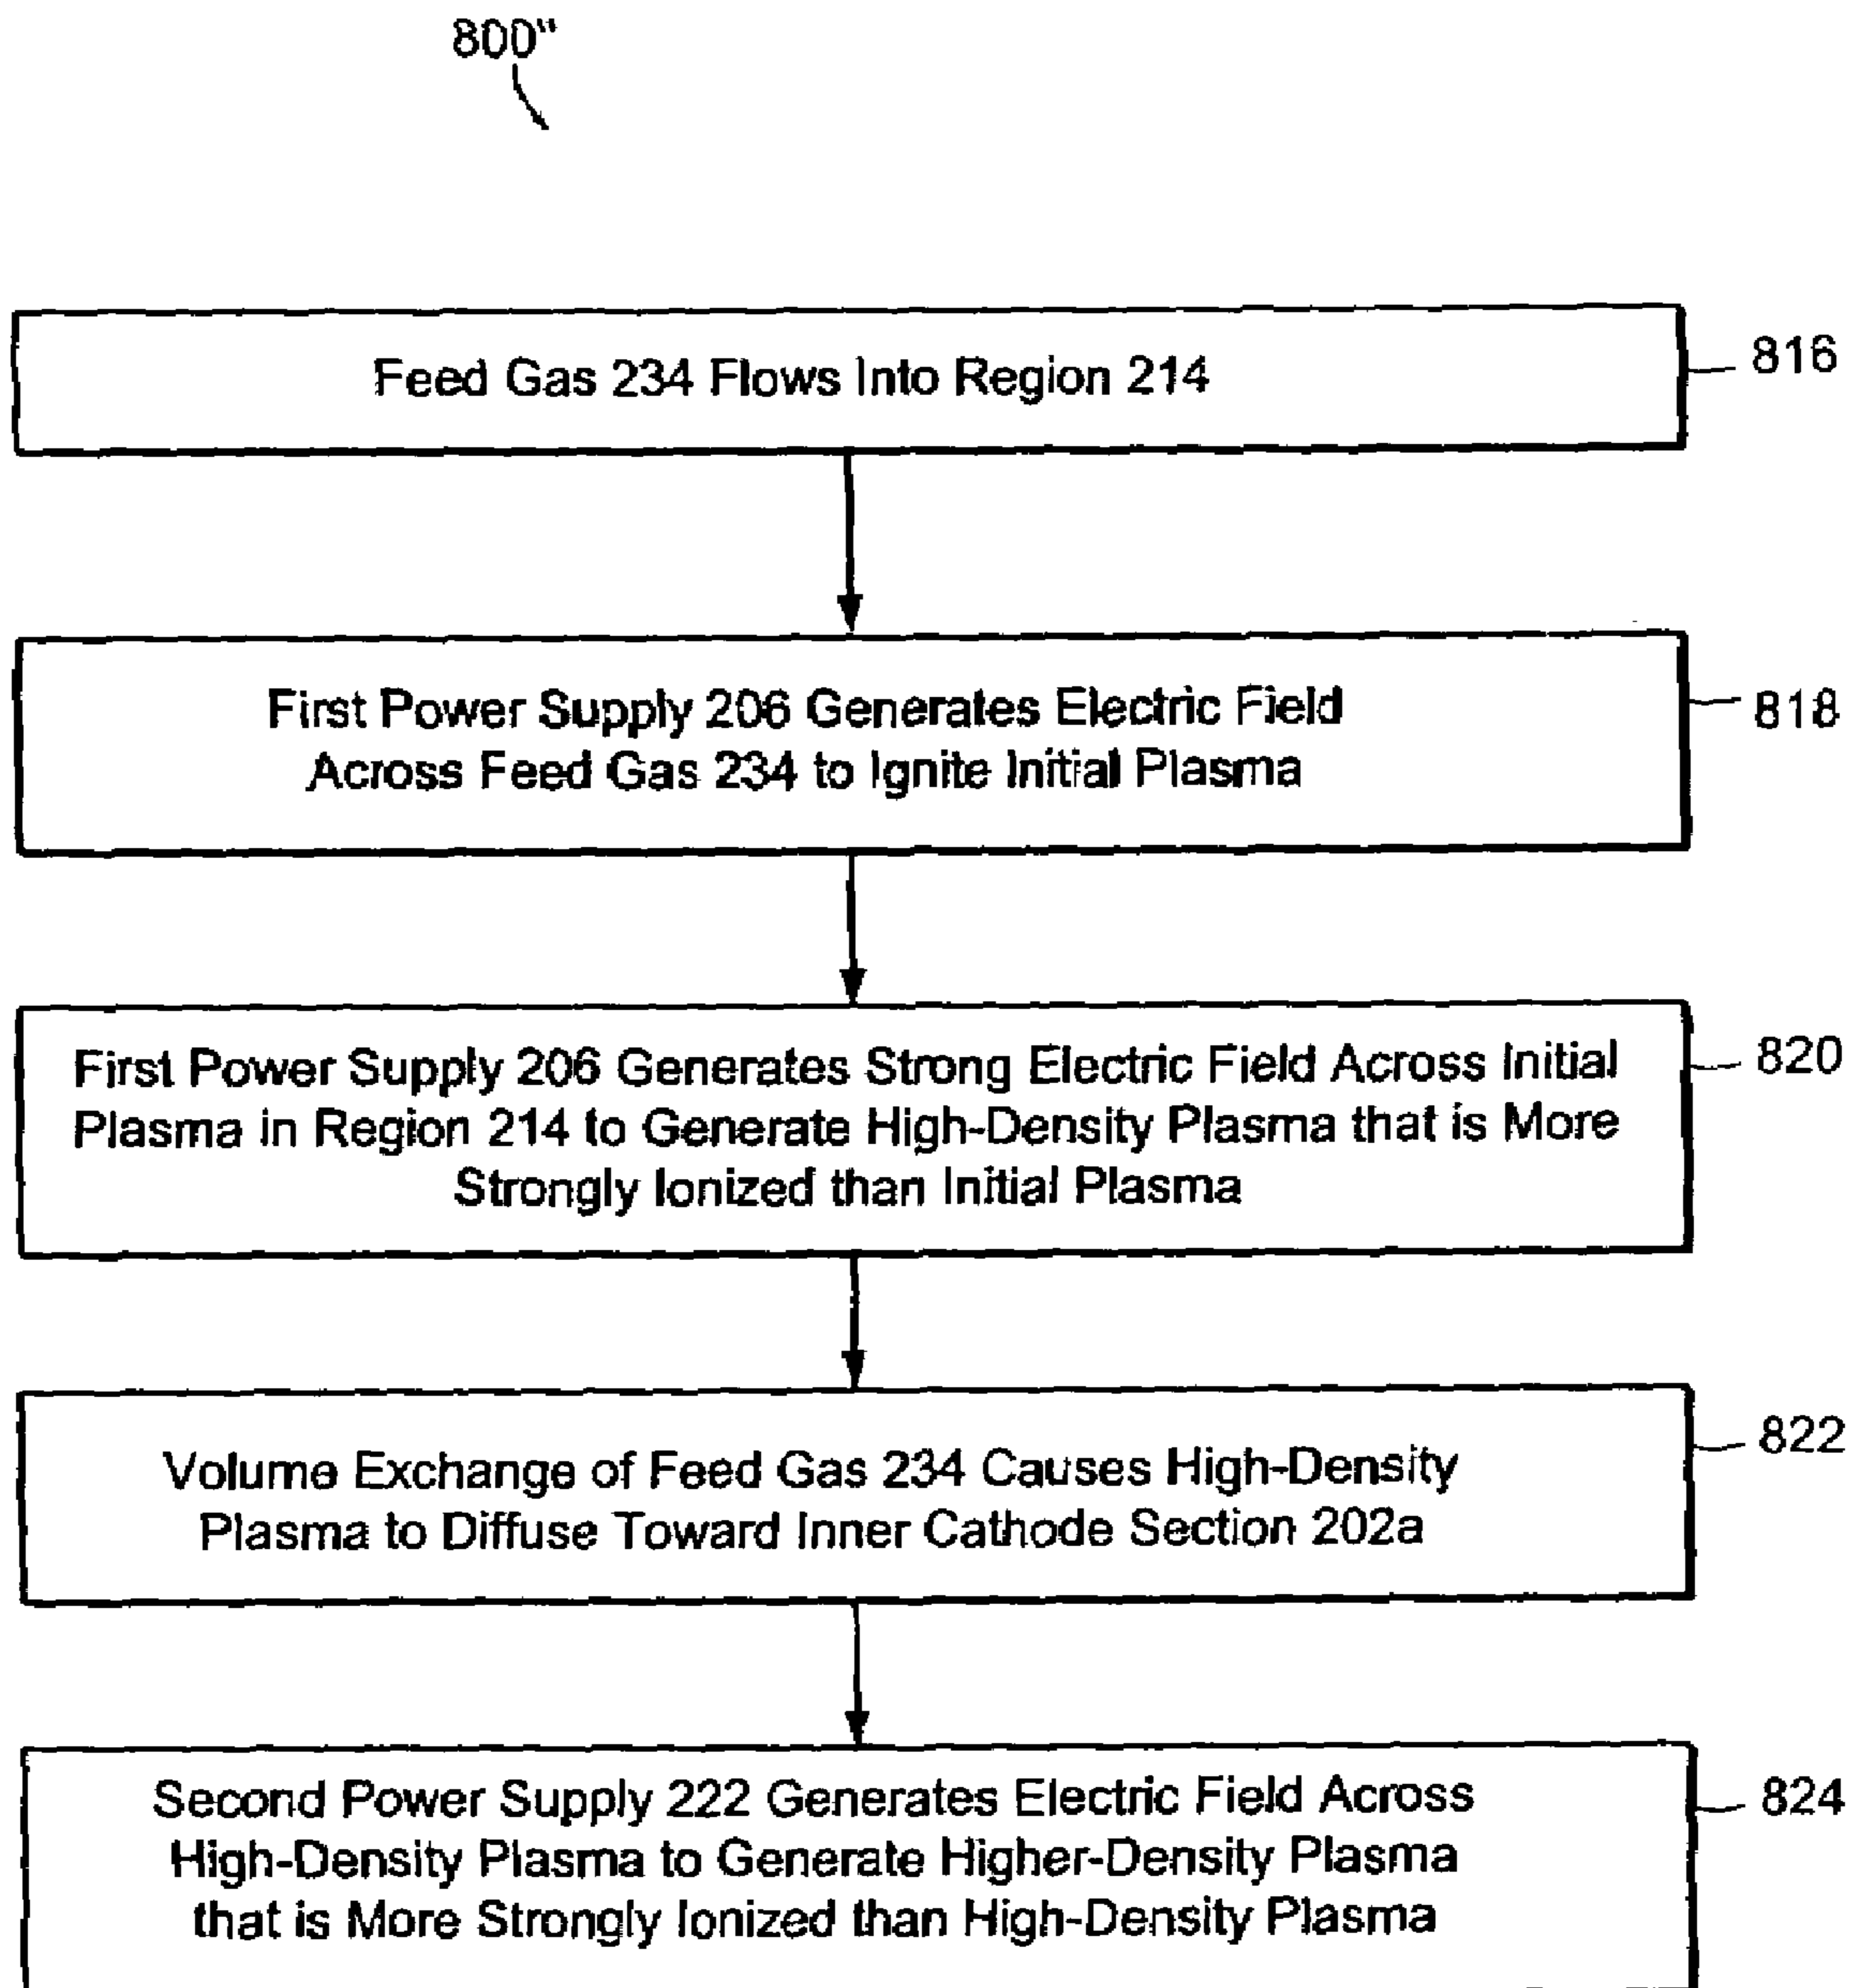 800"
Feed Gas 234 Flows Into Region 214
816
First Power Supply 206 Generates Electric Field
Across Feed Gas 234 to Ignite Initial Plasma
818
First Power Supply 206 Generates Strong Electric Field Across Initial
Plasma in Region 214 to Generate High-Density Plasma that is More
Strongly Ionized than Initial Plasma
820
Volume Exchange of Feed Gas 234 Causes High-Density
Plasma to Diffuse Toward Inner Cathode Section 202a
822
Second Power Supply 222 Generates Electric Field Across
High-Density Plasma to Generate Higher-Density Plasma
that is More Strongly Ionized than High-Density Plasma
824